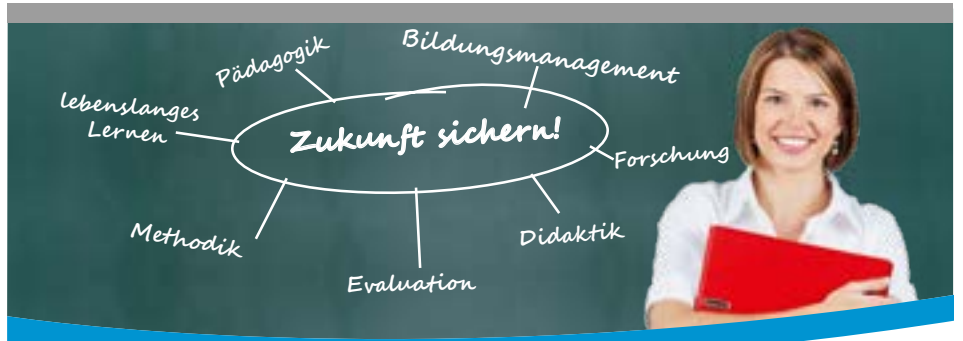 Pädagogik
Bildungsmanagement
lebenslanges
Lernen
Zukunft sichern!
Forschung
Methodik
Didaktik
Evaluation